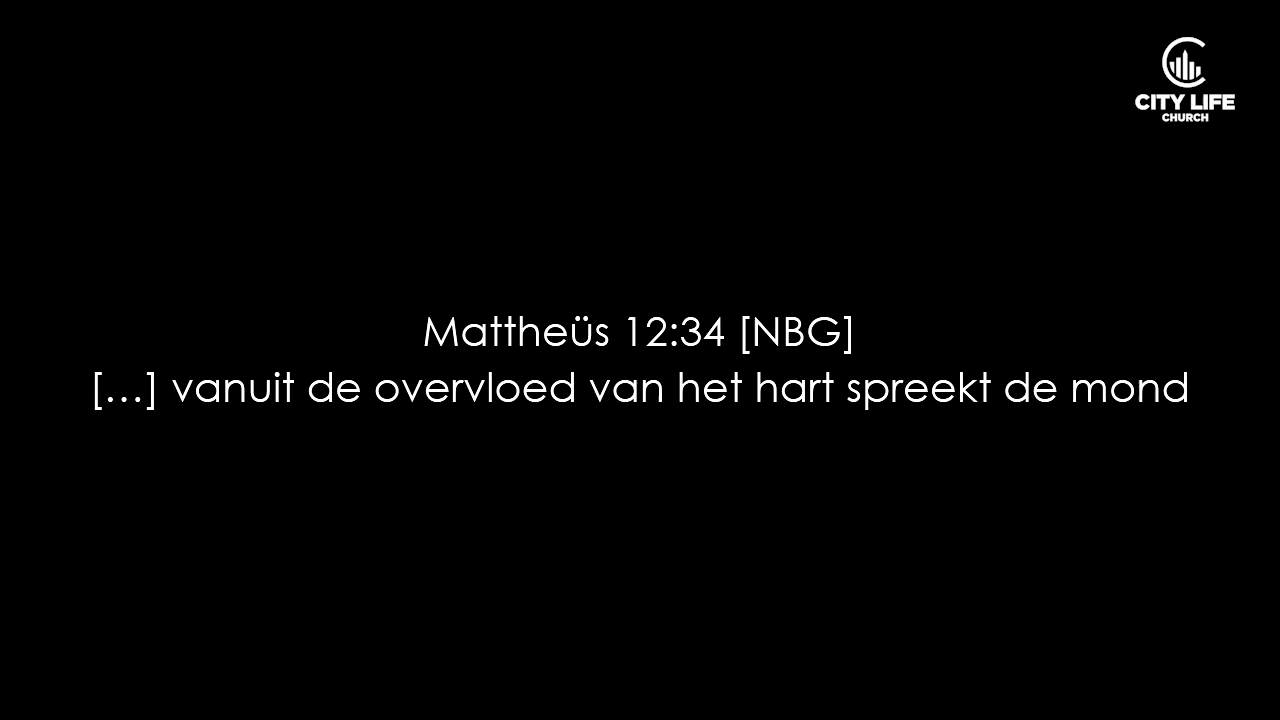 CITY LIFE
CHURCH
Mattheüs 12:34 [NBG]
[...] vanuit de overvloed van het hart spreekt de mond